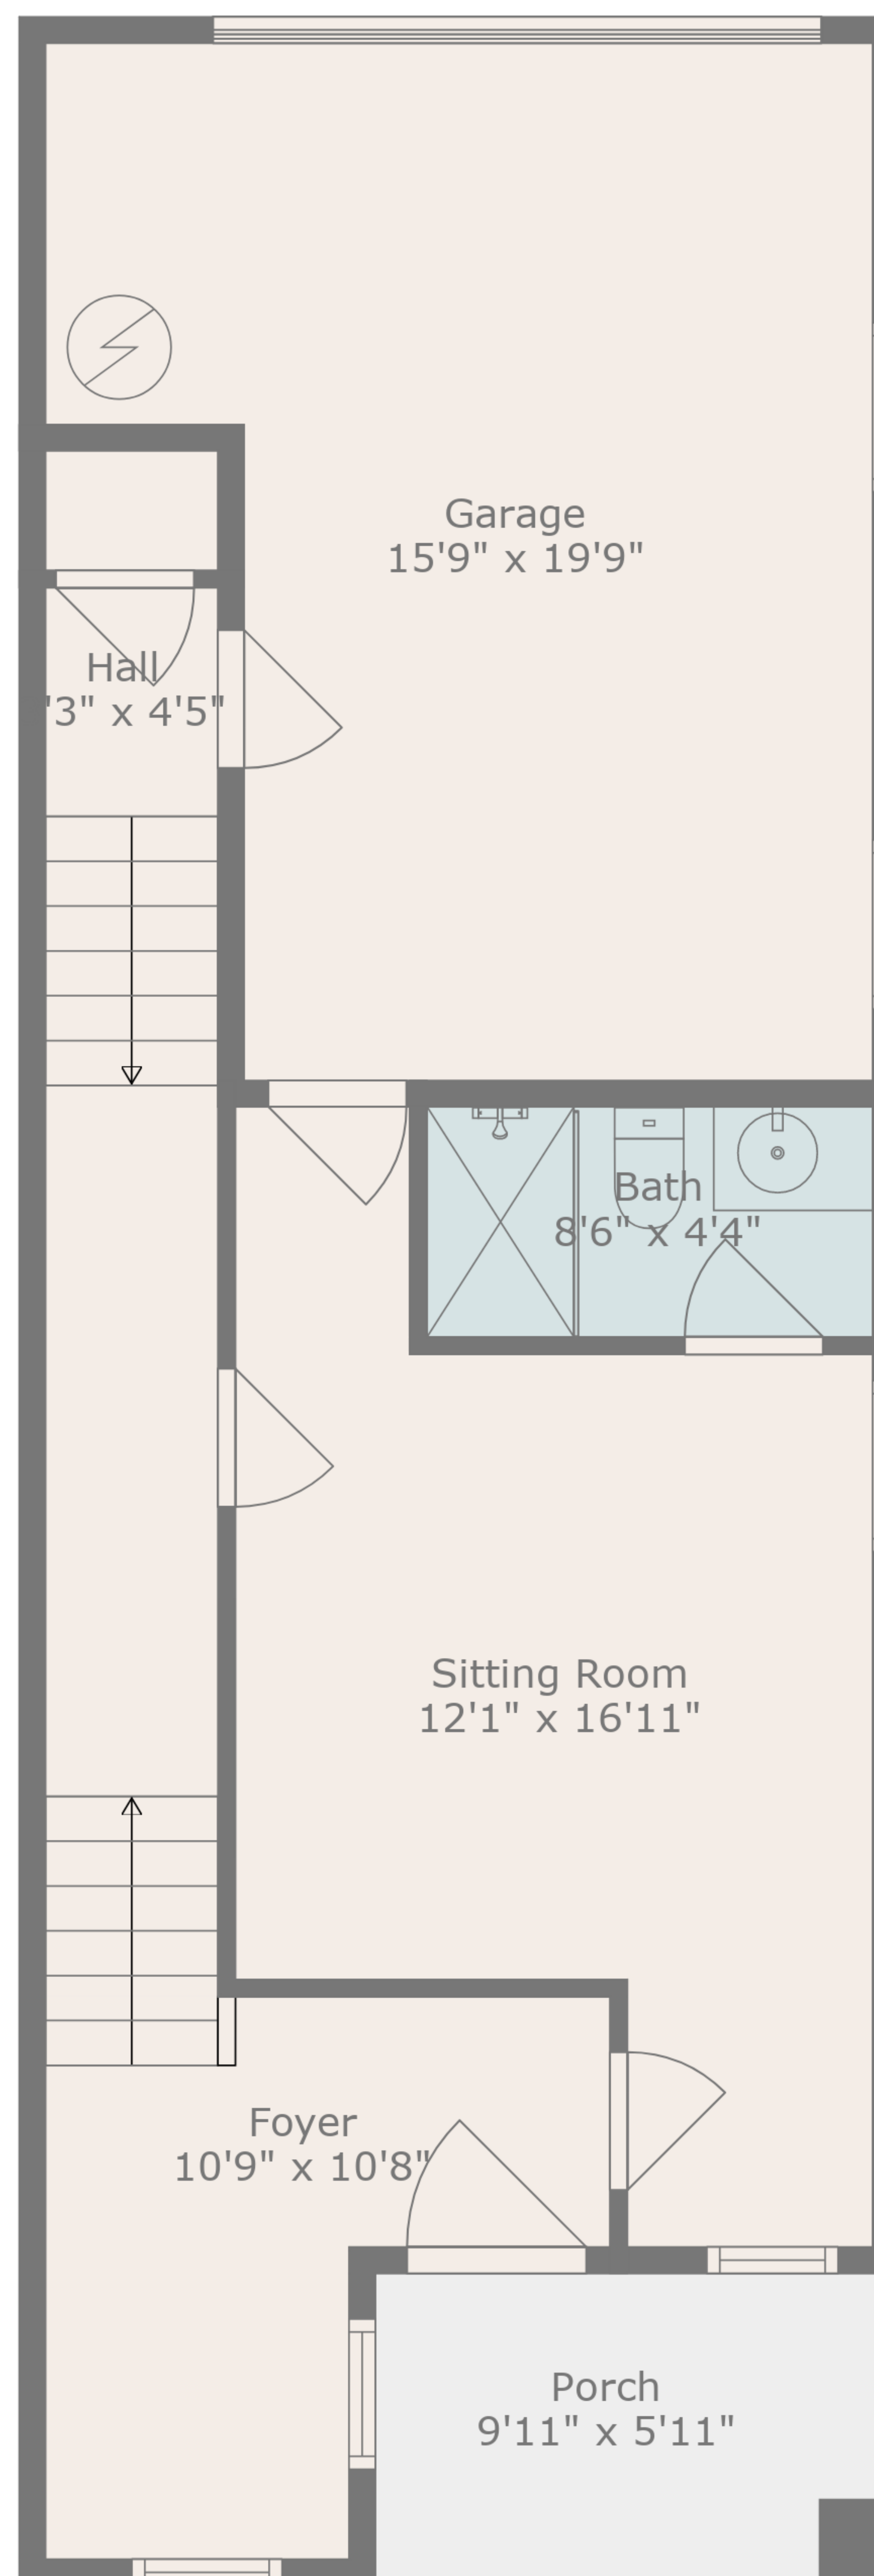 Garage
15'9" x 19'9"
Hall
'3" x 4'5"
Bath
8'6" x 4'4"
Sitting Room
12'1" x 16'11"
Foyer
10'9" x 10'8"
Porch
9'11" x 5'11"